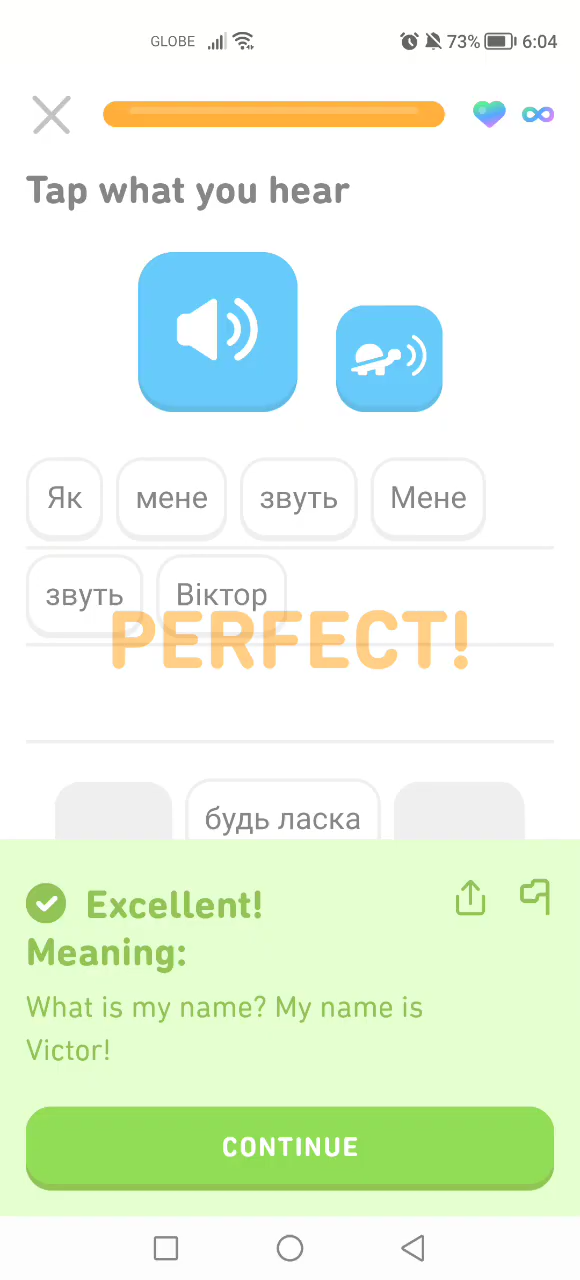 GLOBE 73% 6:04
Tap what you hear
Як мене звуть Мене
звуть Віктор
PERFECT!
будь ласка
Excellent!
Meaning:
What is my name? My name is
Victor!
CONTINUE